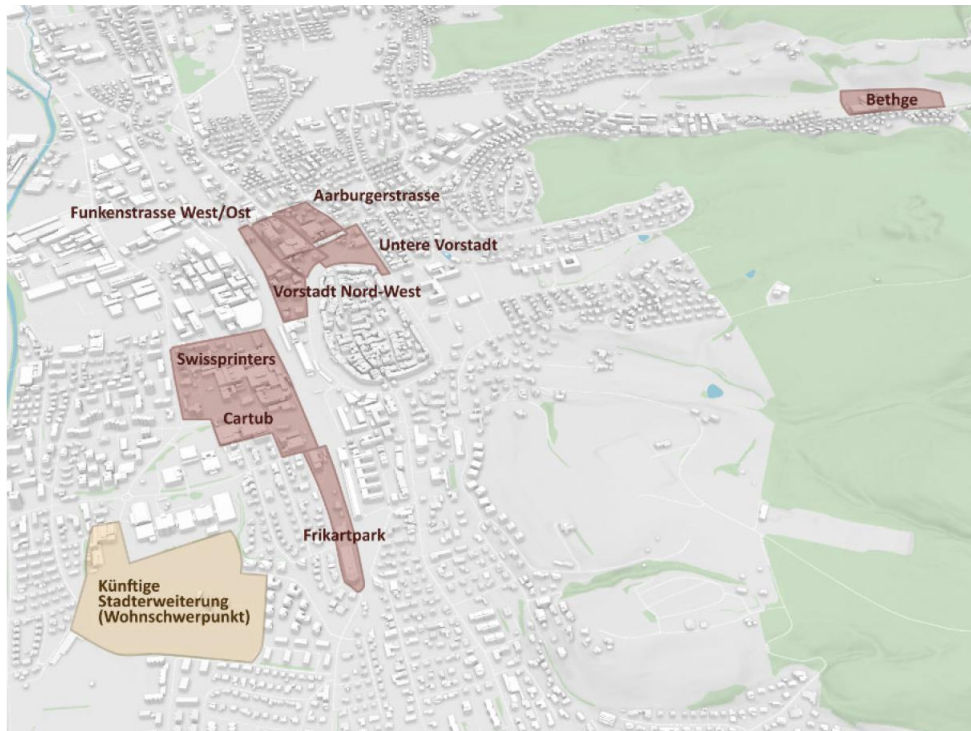 Bethge
Aarburgerstrasse
Funkenstrasse West/Ost
Untere Vorstadt
Vorstadt Nord-West
Swissprinters
Cartub
Frikartpark
Künftige
Stadterweiterung
(Wohnschwerpunkt)